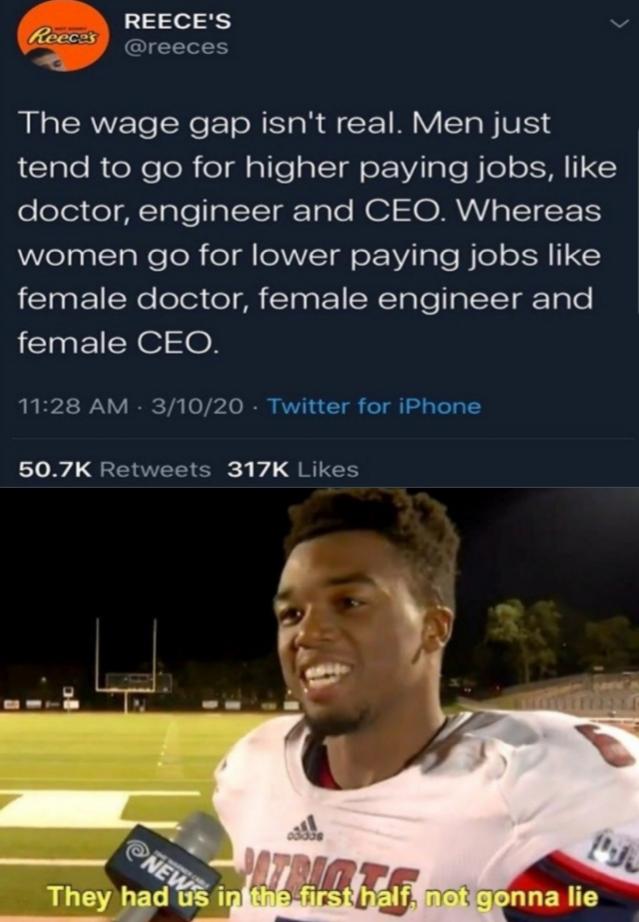 Reece's
REECE'S
@reeces
The wage gap isn't real. Men just
tend to go for higher paying jobs, like
doctor, engineer and CEO. Whereas
women go for lower paying jobs like
female doctor, female engineer and
female CEO.
11:28 AM · 3/10/20 · Twitter for iPhone
50.7K Retweets 317K Likes
adidas
PATRIOTS
NEWS
They had us in the first half, not gonna lie